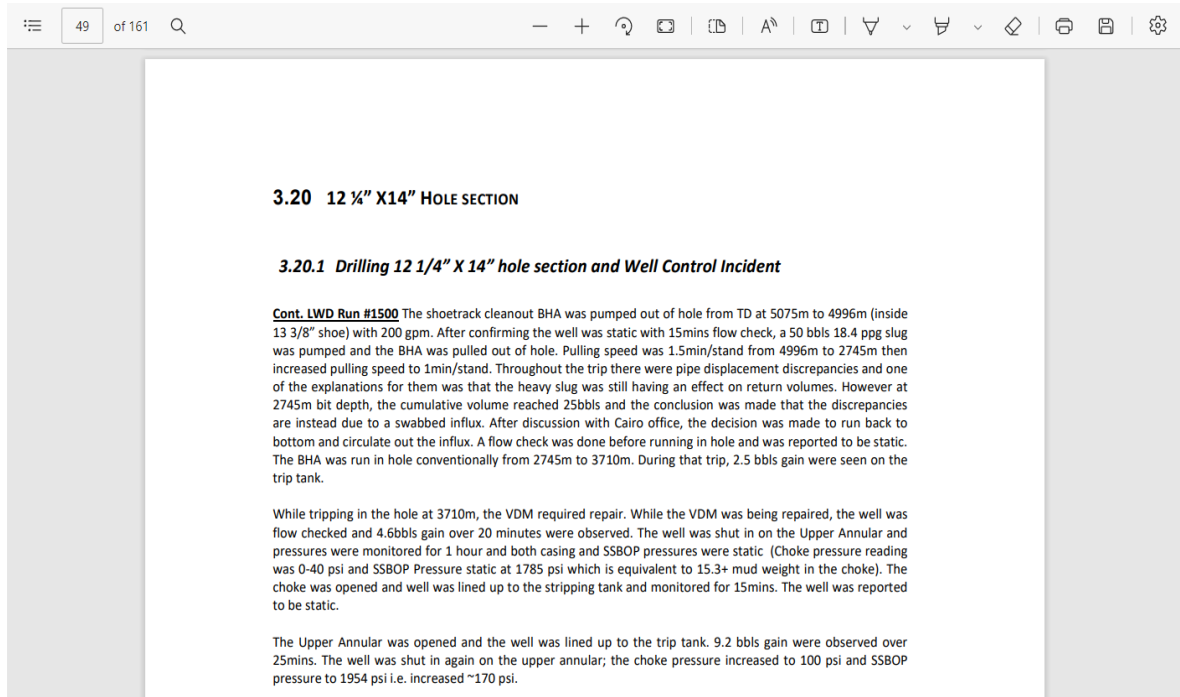 49 of 161
3.20 12 ¼” X14” HOLE SECTION
3.20.1 Drilling 12 1/4” X 14” hole section and Well Control Incident
Cont. LWD Run #1500 The shoetrack cleanout BHA was pumped out of hole from TD at 5075m to 4996m (inside
13 3/8” shoe) with 200 gpm. After confirming the well was static with 15mins flow check, a 50 bbls 18.4 ppg slug
was pumped and the BHA was pulled out of hole. Pulling speed was 1.5min/stand from 4996m to 2745m then
increased pulling speed to 1min/stand. Throughout the trip there were pipe displacement discrepancies and one
of the explanations for them was that the heavy slug was still having an effect on return volumes. However at
2745m bit depth, the cumulative volume reached 25bbls and the conclusion was made that the discrepancies
are instead due to a swabbed influx. After discussion with Cairo office, the decision was made to run back to
bottom and circulate out the influx. A flow check was done before running in hole and was reported to be static.
The BHA was run in hole conventionally from 2745m to 3710m. During that trip, 2.5 bbls gain were seen on the
trip tank.
While tripping in the hole at 3710m, the VDM required repair. While the VDM was being repaired, the well was
flow checked and 4.6bbls gain over 20 minutes were observed. The well was shut in on the Upper Annular and
pressures were monitored for 1 hour and both casing and SSBOP pressures were static (Choke pressure reading
was 0-40 psi and SSBOP Pressure static at 1785 psi which is equivalent to 15.3+ mud weight in the choke). The
choke was opened and well was lined up to the stripping tank and monitored for 15mins. The well was reported
to be static.
The Upper Annular was opened and the well was lined up to the trip tank. 9.2 bbls gain were observed over
25mins. The well was shut in again on the upper annular; the choke pressure increased to 100 psi and SSBOP
pressure to 1954 psi i.e. increased ~170 psi.